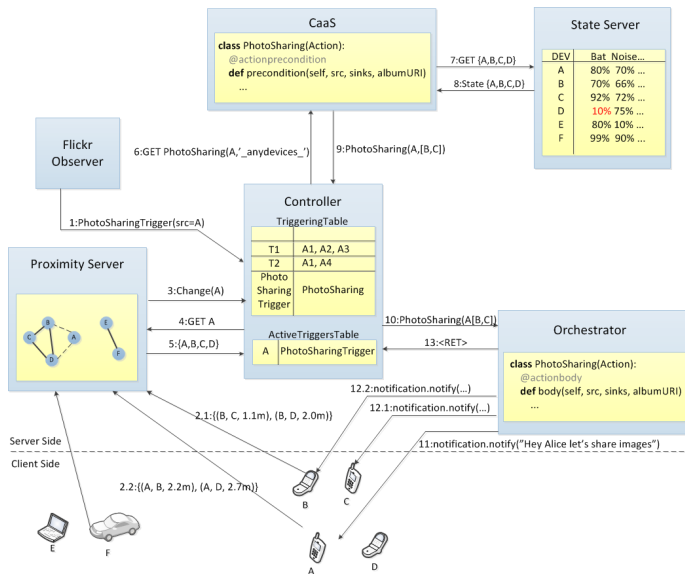 CaaS
class PhotoSharing(Action):
@actionprecondition
def precondition(self, src, sinks, albumURI)
...
State Server
DEV Bat Noise...
A 80% 70% ...
B 70% 66% ...
C 92% 72% ...
D 10% 75% ...
E 80% 10% ...
F 99% 90% ...
7:GET {A,B,C,D}
8:State {A,B,C,D}
Flickr
Observer
6:GET PhotoSharing(A,'_anydevices_')
9:PhotoSharing(A,[B,C])
1:PhotoSharingTrigger(src=A)
Controller
TriggeringTable
T1 A1, A2, A3
T2 A1, A4
Photo
Sharing
Trigger
PhotoSharing
ActiveTriggersTable
A PhotoSharingTrigger
Proximity Server
B
C
A
D
E
F
3:Change(A)
4:GET A
5:{A,B,C,D}
10:PhotoSharing(A[B,C])
13:<RET>
Orchestrator
class PhotoSharing(Action):
@actionbody
def body(self, src, sinks, albumURI)
...
12.2:notification.notify(...)
12.1:notification.notify(...)
2.1:{(B, C, 1.1m), (B, D, 2.0m)}
11:notification.notify("Hey Alice let's share images")
Server Side
Client Side
2.2:{(A, B, 2.2m), (A, D, 2.7m)}
B
C
E
F
A
D